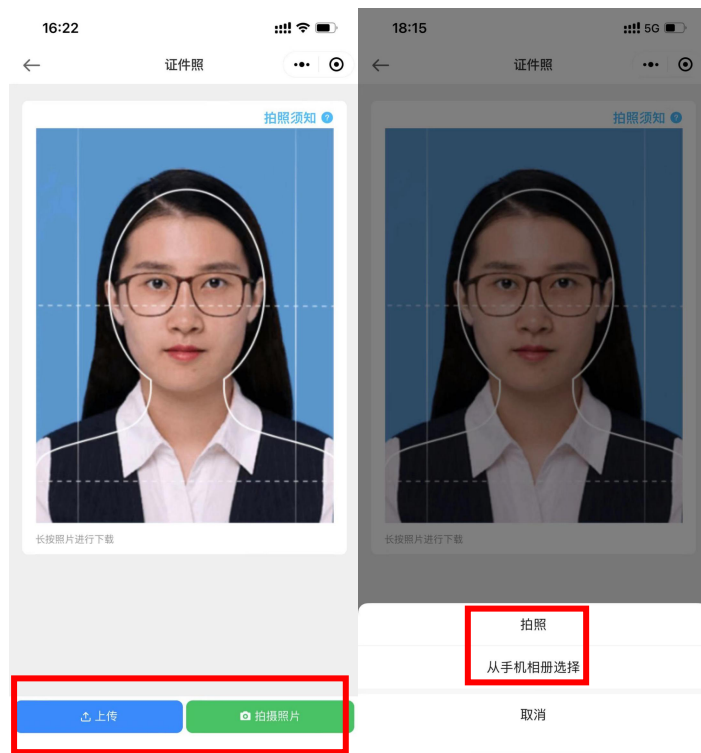 16:22
证件照
拍照须知
长按照片进行下载
上传
拍摄照片
18:15
5G
证件照
拍照须知
长按照片进行下载
拍照
从手机相册选择
取消